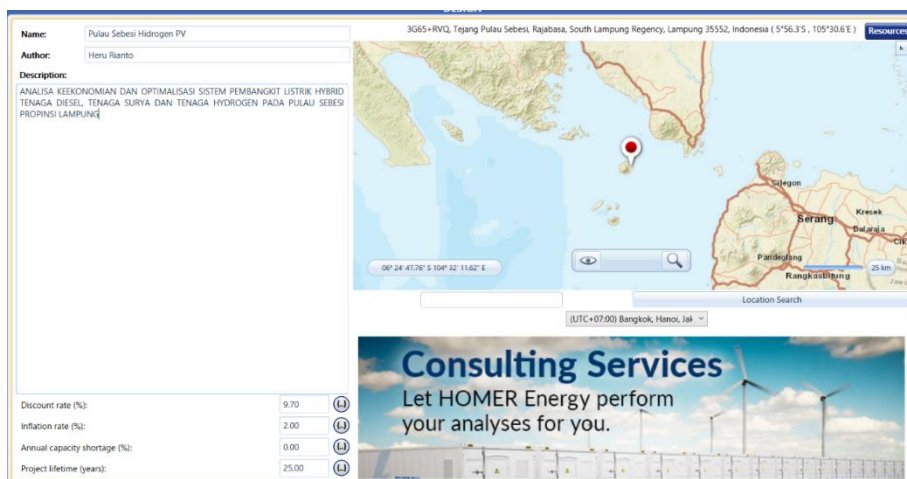 DESIGN
Name: Pulau Sebesi Hidrogen PV
Author: Heru Rianto
Description:
ANALISA KEEKONOMIAN DAN OPTIMALISASI SISTEM PEMBANGKIT LISTRIK HYBRID
TENAGA DIESEL, TENAGA SURYA DAN TENAGA HYDROGEN PADA PULAU SEBESI
PROPINSI LAMPUNG
Discount rate (%): 9.70 {..}
Inflation rate (%): 2.00 {..}
Annual capacity shortage (%): 0.00 {..}
Project lifetime (years): 25.00 {..}
3G65+RVQ, Tejang Pulau Sebesi, Rajabasa, South Lampung Regency, Lampung 35552, Indonesia ( 5°56.3'S , 105°30.6'E )
Resources
Cilegon
Serang
Kresek
Balaraja
Pandeglang
Rangkasbitung
06° 24' 47.76" S 104° 32' 11.62" E
25 km
Location Search
(UTC+07:00) Bangkok, Hanoi, Jak
Consulting Services
Let HOMER Energy perform
your analyses for you.